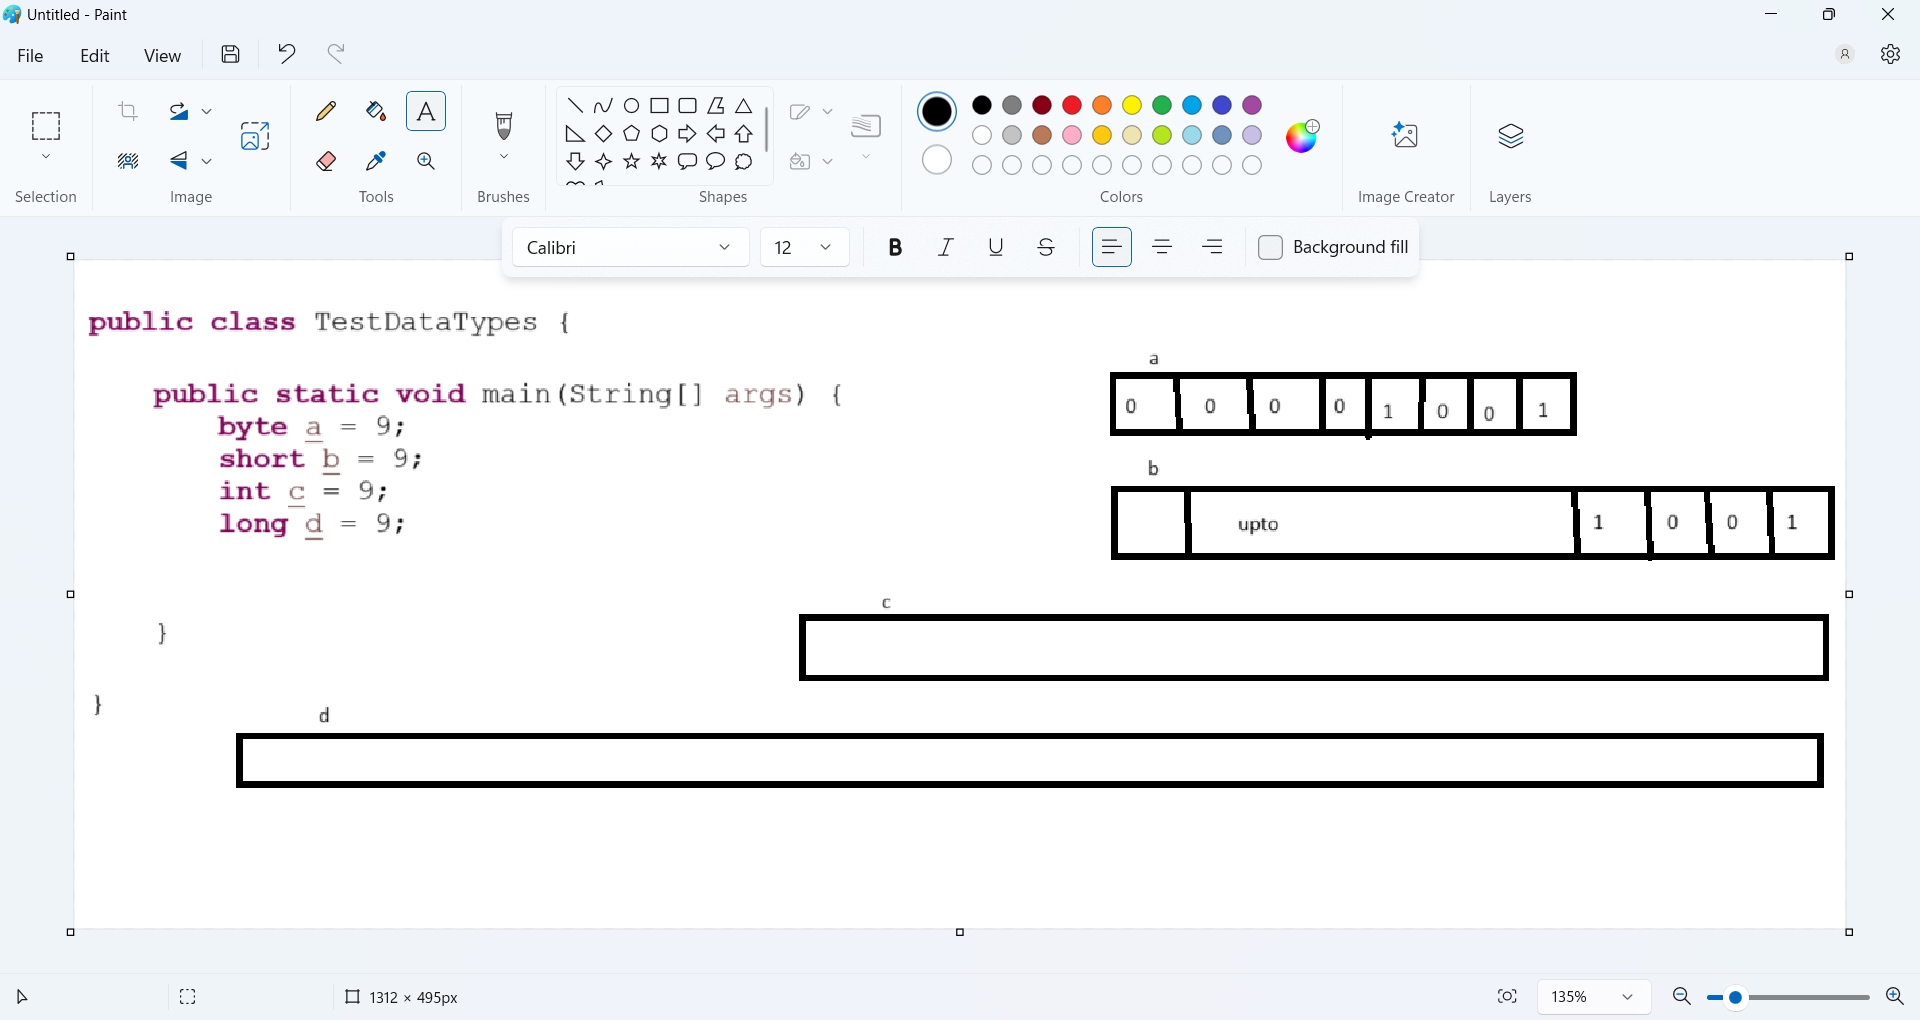 Untitled - Paint
File Edit View
Selection Image Tools Brushes Shapes Colors Image Creator Layers
Calibri 12 B I U S Background fill
public class TestDataTypes {
public static void main(String[] args) {
byte a = 9;
short b = 9;
int c = 9;
long d = 9;
}
}
a
0 0 0 0 1 0 0 1
b
upto 1 0 0 1
c
d
1312 × 495px 135%